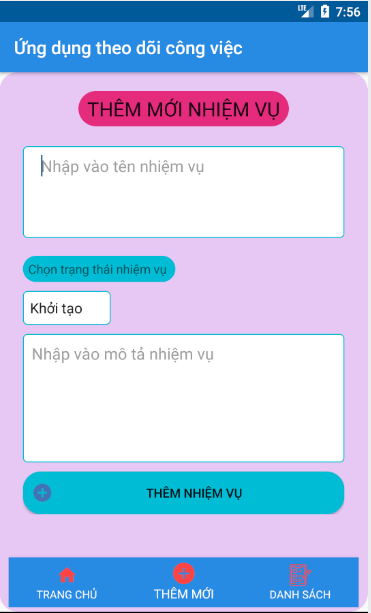 LTE 7:56
Ứng dụng theo dõi công việc
THÊM MỚI NHIỆM VỤ
Nhập vào tên nhiệm vụ
Chọn trạng thái nhiệm vụ
Khởi tạo
Nhập vào mô tả nhiệm vụ
THÊM NHIỆM VỤ
TRANG CHỦ THÊM MỚI DANH SÁCH